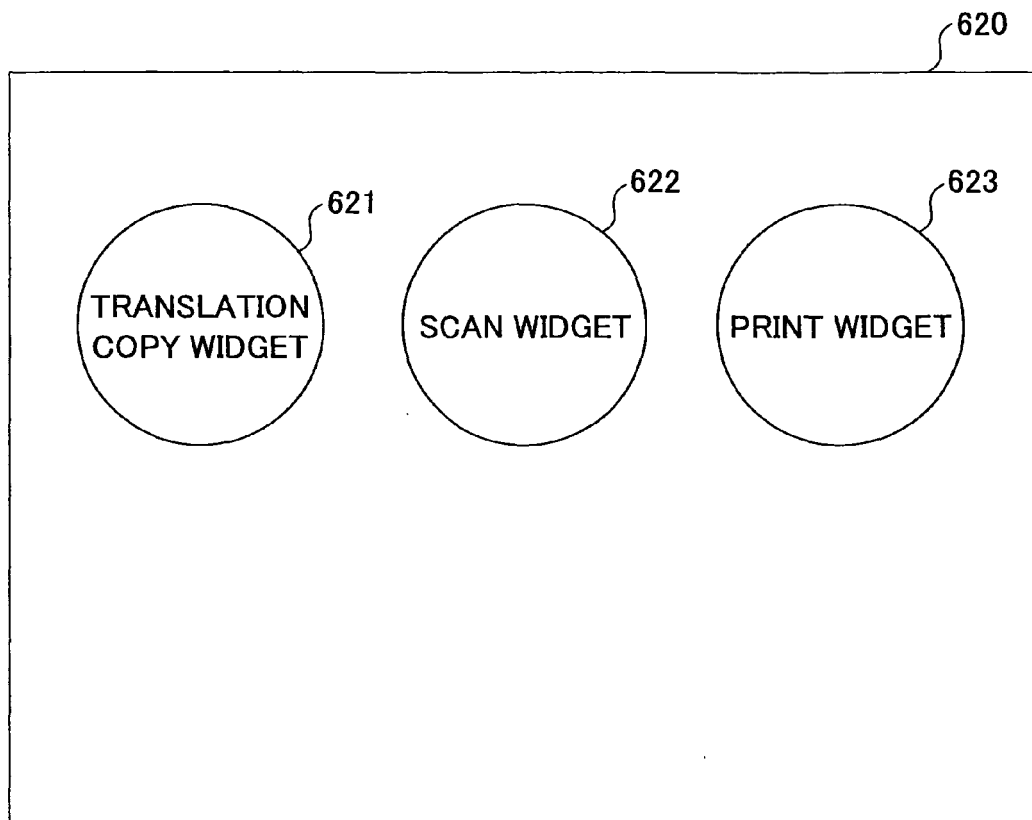 620
621
622
623
TRANSLATION
COPY WIDGET
SCAN WIDGET
PRINT WIDGET